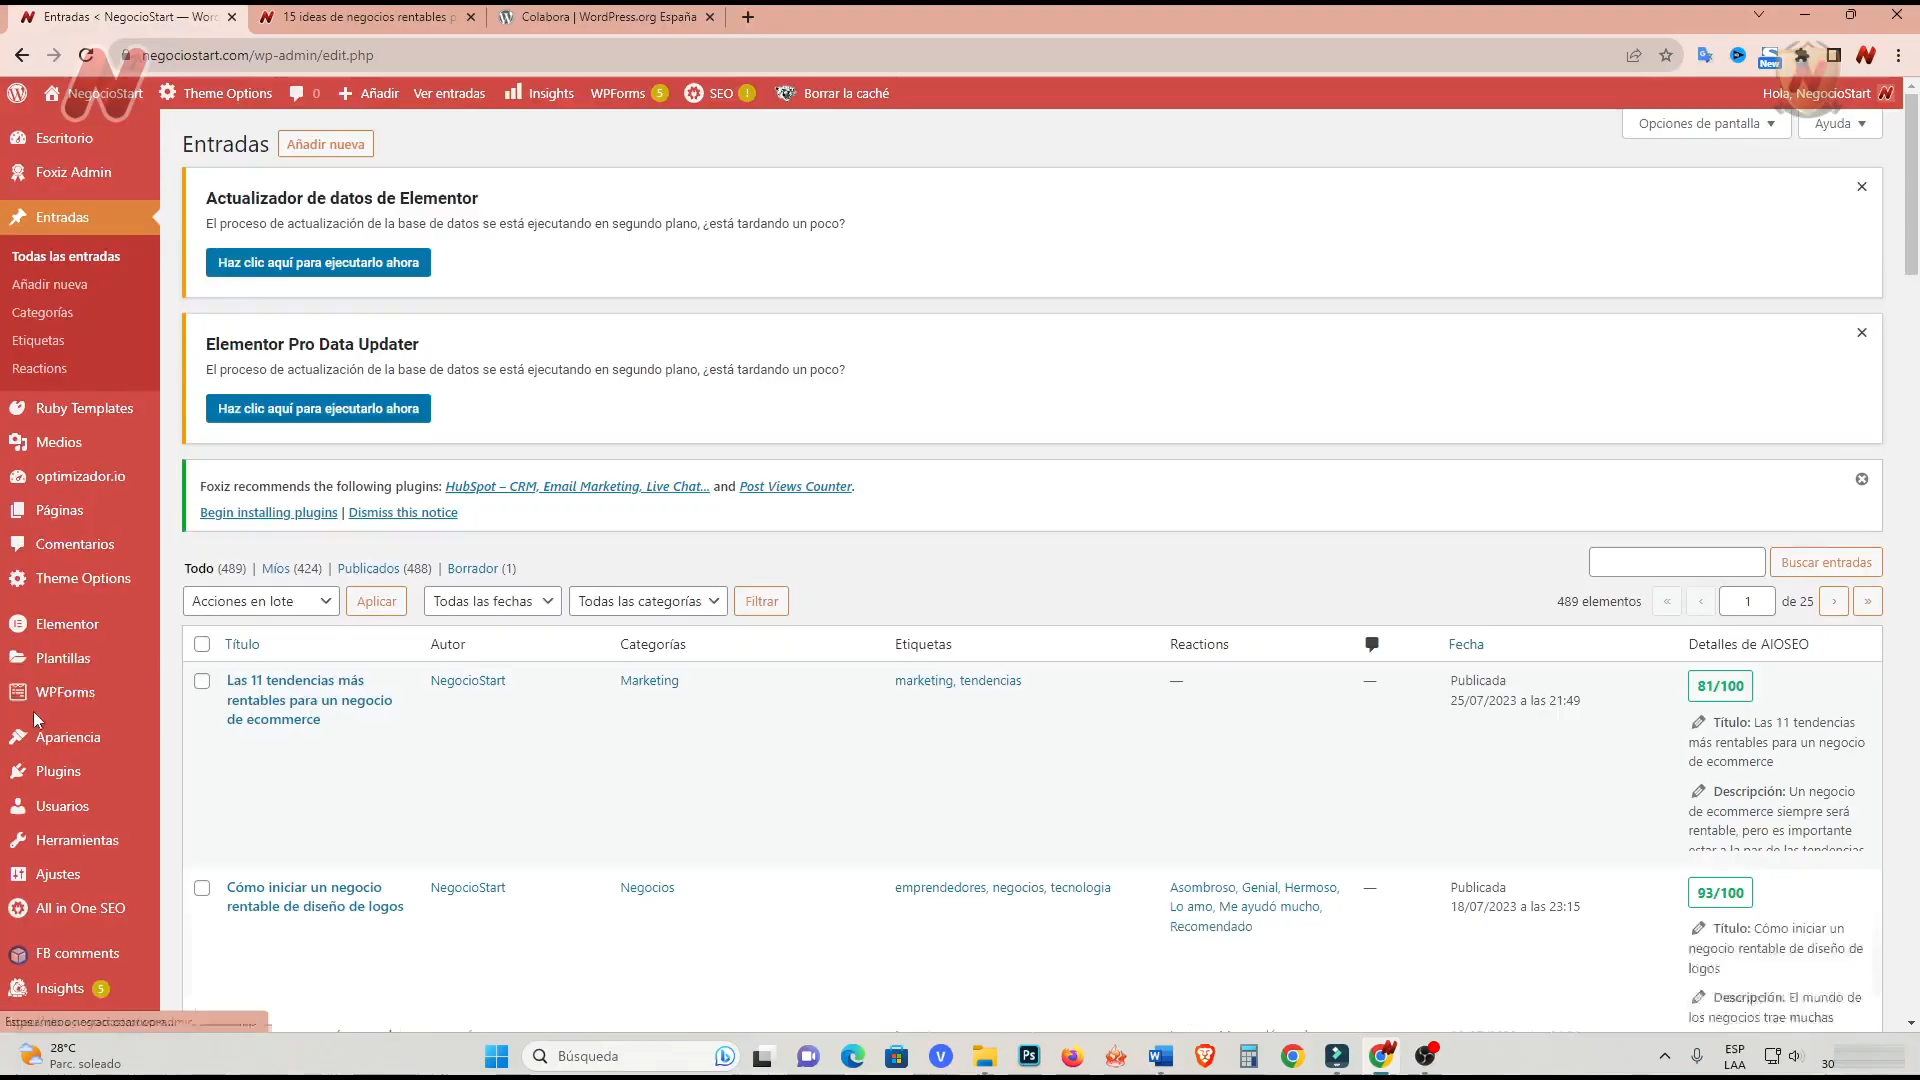 Entradas < NegocioStart — Wor
15 ideas de negocios rentables p
Colabora | WordPress.org España
negociostart.com/wp-admin/edit.php
New
NegocioStart
Theme Options
0
Añadir
Ver entradas
Insights
WPForms 5
SEO !
Borrar la caché
Hola, NegocioStart
Escritorio
Foxiz Admin
Entradas
Todas las entradas
Añadir nueva
Categorías
Etiquetas
Reactions
Ruby Templates
Medios
optimizador.io
Páginas
Comentarios
Theme Options
Elementor
Plantillas
WPForms
Apariencia
Plugins
Usuarios
Herramientas
Ajustes
All in One SEO
FB comments
Insights 5
Opciones de pantalla
Ayuda
Entradas
Añadir nueva
Actualizador de datos de Elementor
El proceso de actualización de la base de datos se está ejecutando en segundo plano, ¿está tardando un poco?
Haz clic aquí para ejecutarlo ahora
Elementor Pro Data Updater
El proceso de actualización de la base de datos se está ejecutando en segundo plano, ¿está tardando un poco?
Haz clic aquí para ejecutarlo ahora
Foxiz recommends the following plugins: HubSpot – CRM, Email Marketing, Live Chat... and Post Views Counter.
Begin installing plugins | Dismiss this notice
Todo (489) | Míos (424) | Publicados (488) | Borrador (1)
Buscar entradas
Acciones en lote
Aplicar
Todas las fechas
Todas las categorías
Filtrar
489 elementos « ‹ 1 de 25 › »
Título Autor Categorías Etiquetas Reactions Fecha Detalles de AIOSEO
Las 11 tendencias más
rentables para un negocio
de ecommerce
NegocioStart
Marketing
marketing, tendencias
—
—
Publicada
25/07/2023 a las 21:49
81/100
Título: Las 11 tendencias
más rentables para un negocio
de ecommerce
Descripción: Un negocio
de ecommerce siempre será
rentable, pero es importante
estar a la par de las tendencias
Cómo iniciar un negocio
rentable de diseño de logos
NegocioStart
Negocios
emprendedores, negocios, tecnologia
Asombroso, Genial, Hermoso,
Lo amo, Me ayudó mucho,
Recomendado
—
Publicada
18/07/2023 a las 23:15
93/100
Título: Cómo iniciar un
negocio rentable de diseño de
logos
Descripción: El mundo de
los negocios trae muchas
28°C
Parc. soleado
Búsqueda
ESP
LAA
30